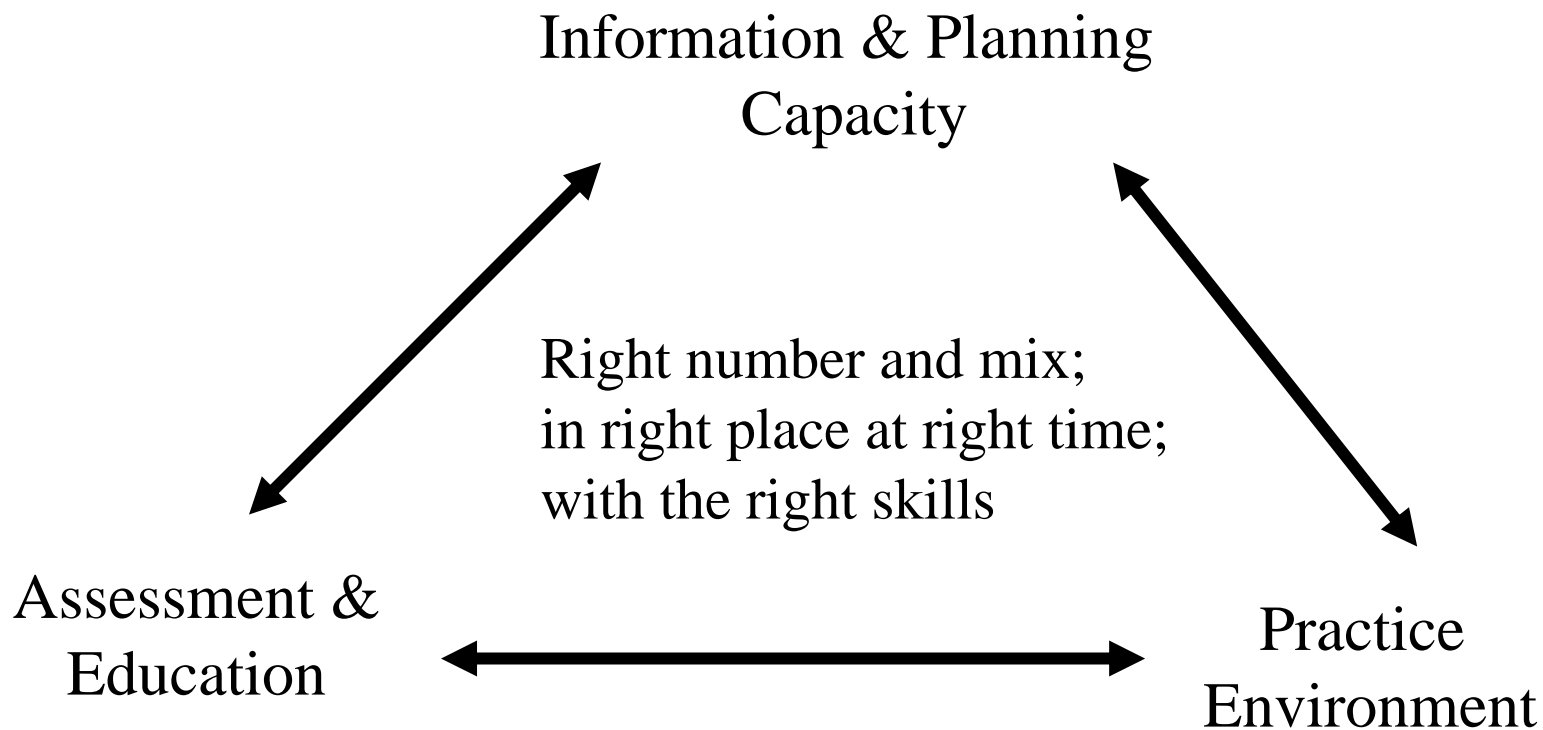 Information & Planning
Capacity
Right number and mix;
in right place at right time;
with the right skills
Assessment &
Education
Practice
Environment